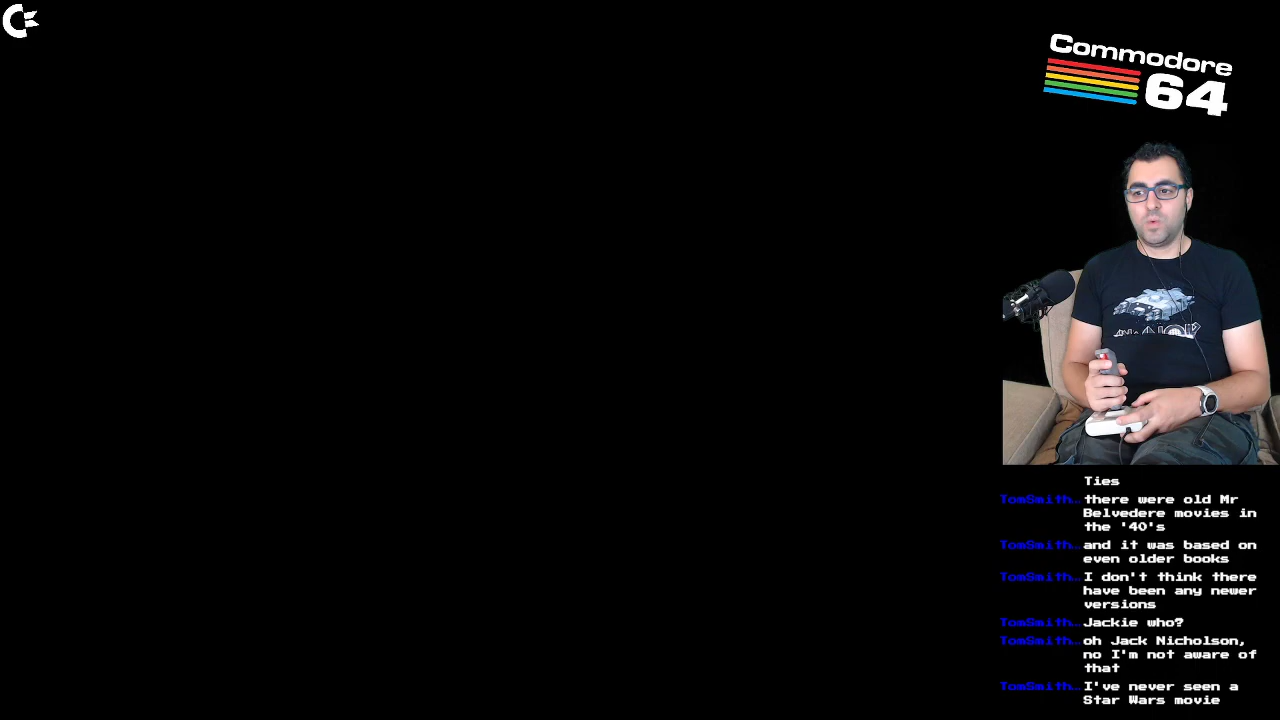 Commodore
64
Ties
TomSmith… there were old Mr
Belvedere movies in
the '40's
TomSmith… and it was based on
even older books
TomSmith… I don't think there
have been any newer
versions
TomSmith… Jackie who?
TomSmith… oh Jack Nicholson,
no I'm not aware of
that
TomSmith… I've never seen a
Star Wars movie